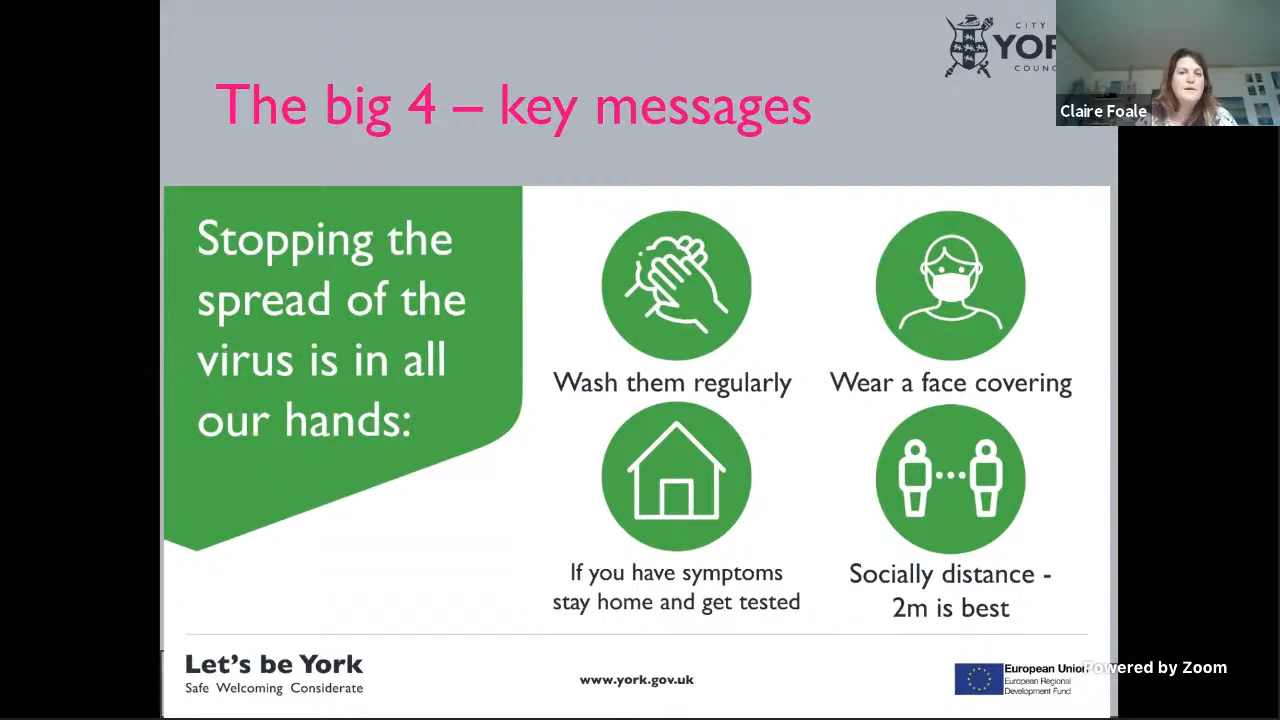 CITY
YOR
COUNC
Claire Foale
The big 4 – key messages
Stopping the
spread of the
virus is in all
our hands:
Wash them regularly
Wear a face covering
If you have symptoms
stay home and get tested
Socially distance -
2m is best
Let's be York
Safe Welcoming Considerate
www.york.gov.uk
European Union
European Regional
Development Fund
Powered by Zoom